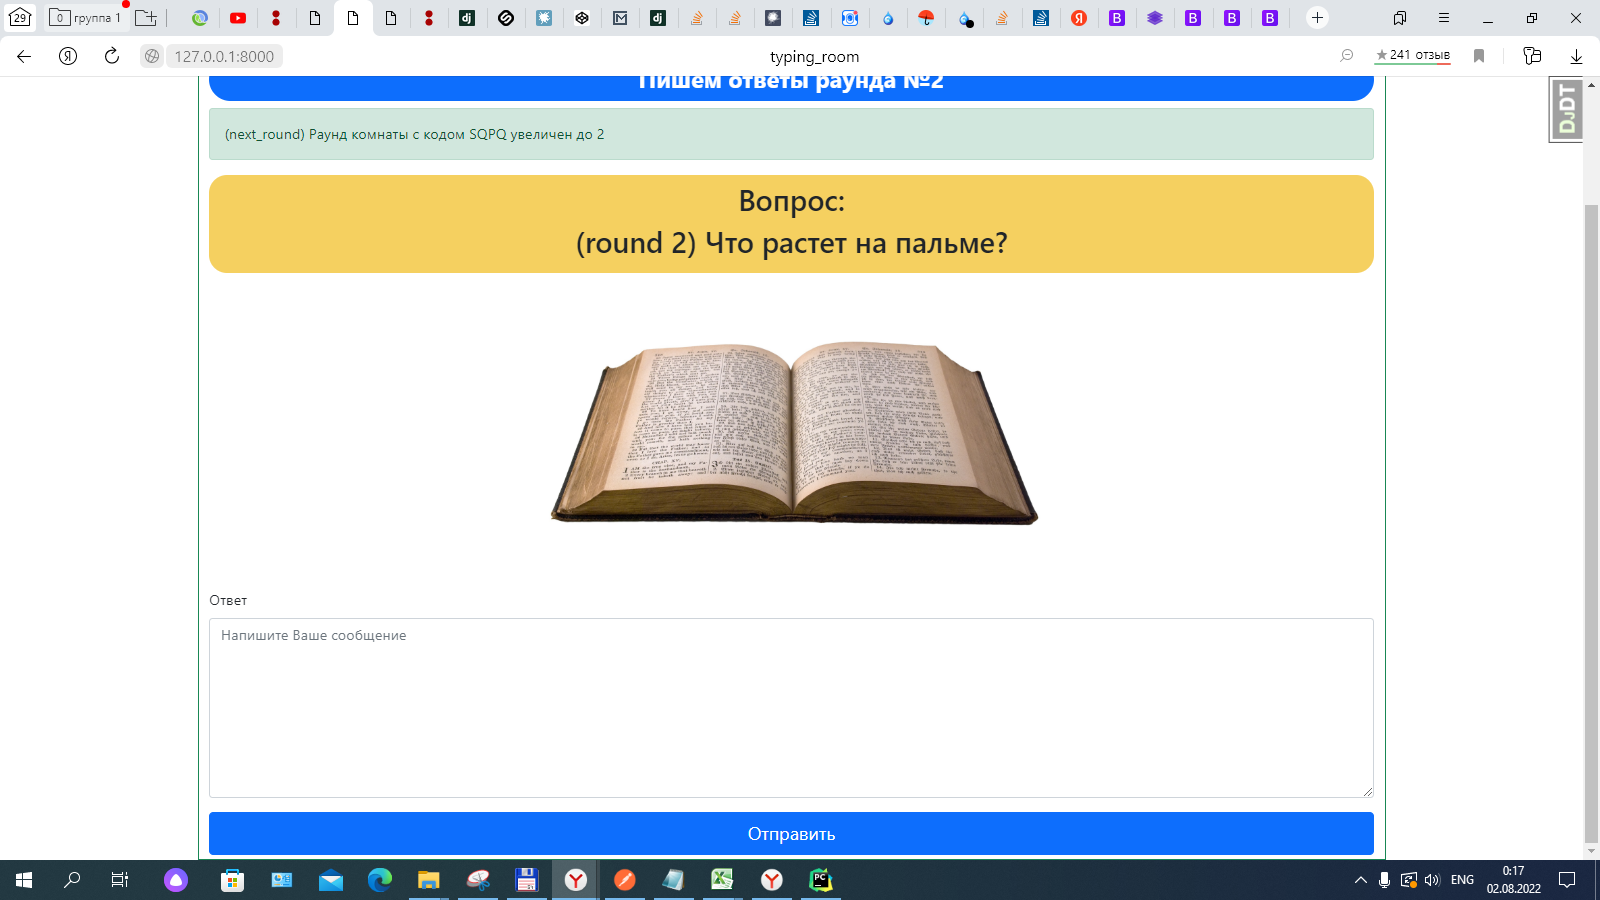 29
0 группа 1
127.0.0.1:8000
typing_room
241 отзыв
Пишем ответы раунда №2
DJDT
(next_round) Раунд комнаты с кодом SQPQ увеличен до 2
Вопрос:
(round 2) Что растет на пальме?
Ответ
Напишите Ваше сообщение
Отправить
ENG
0:17
02.08.2022